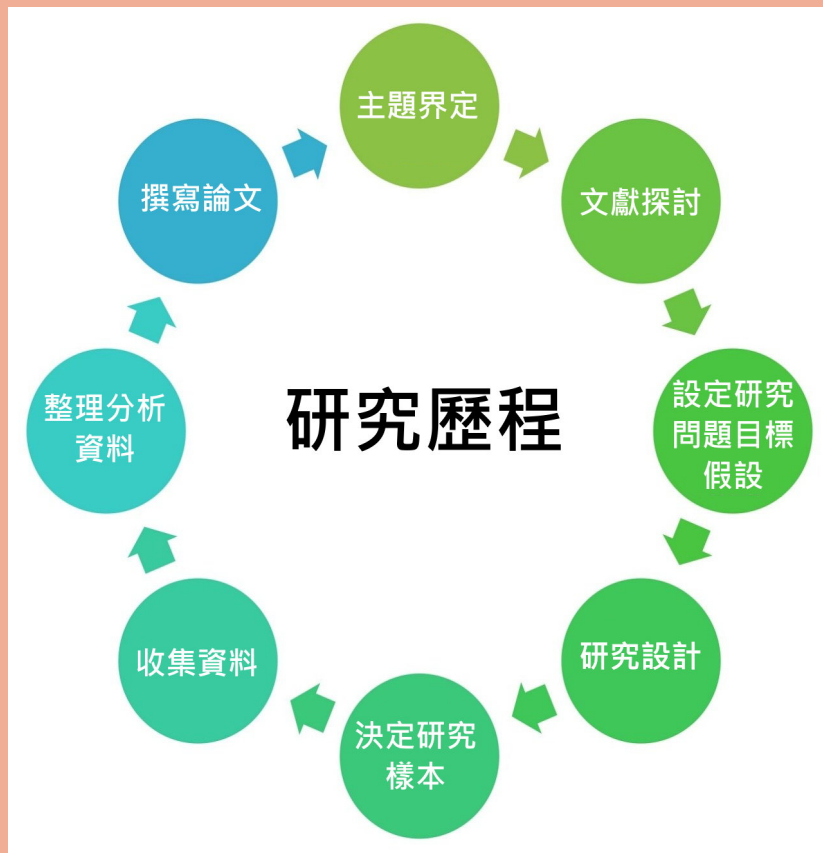 主題界定
文獻探討
設定研究
問題目標
假設
研究設計
決定研究
樣本
收集資料
整理分析
資料
撰寫論文
研究歷程